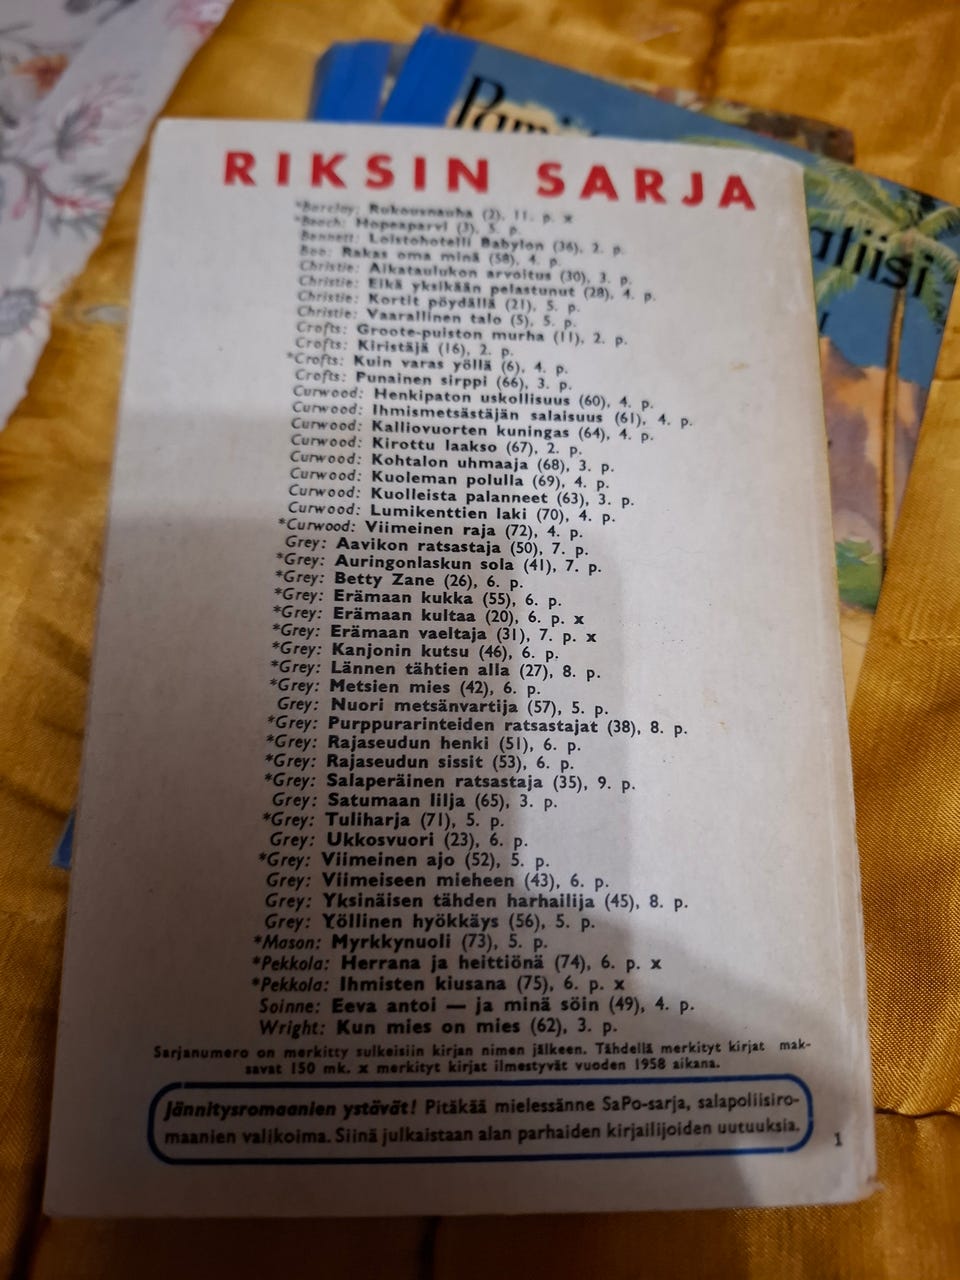 RIKSIN SARJA
*Barclay: Rukousnauha (2), 11. p. x
*Beach: Hopeaparvi (3), 5. p.
Bennett: Loistohotelli Babylon (36), 2. p.
Boo: Rakas oma minä (58), 4. p.
Christie: Aikataulukon arvoitus (30), 3. p.
Christie: Eikä yksikään pelastunut (28), 4. p.
Christie: Kortit pöydällä (21), 5. p.
Christie: Vaarallinen talo (5), 5. p.
Crofts: Groote-puiston murha (11), 2. p.
Crofts: Kiristäjä (16), 2. p.
*Crofts: Kuin varas yöllä (6), 4. p.
Crofts: Punainen sirppi (66), 3. p.
Curwood: Henkipaton uskollisuus (60), 4. p.
Curwood: Ihmismetsästäjän salaisuus (61), 4. p.
Curwood: Kalliovuorten kuningas (64), 4. p.
Curwood: Kirottu laakso (67), 2. p.
Curwood: Kohtalon uhmaaja (68), 3. p.
Curwood: Kuoleman polulla (69), 4. p.
Curwood: Kuolleista palanneet (63), 3. p.
Curwood: Lumikenttien laki (70), 4. p.
*Curwood: Viimeinen raja (72), 4. p.
Grey: Aavikon ratsastaja (50), 7. p.
*Grey: Auringonlaskun sola (41), 7. p.
*Grey: Betty Zane (26), 6. p.
*Grey: Erämaan kukka (55), 6. p.
*Grey: Erämaan kultaa (20), 6. p. x
*Grey: Erämaan vaeltaja (31), 7. p. x
*Grey: Kanjonin kutsu (46), 6. p.
*Grey: Lännen tähtien alla (27), 8. p.
*Grey: Metsien mies (42), 6. p.
Grey: Nuori metsänvartija (57), 5. p.
*Grey: Purppurarinteiden ratsastajat (38), 8. p.
*Grey: Rajaseudun henki (51), 6. p.
*Grey: Rajaseudun sissit (53), 6. p.
*Grey: Salaperäinen ratsastaja (35), 9. p.
Grey: Satumaan lilja (65), 3. p.
*Grey: Tuliharja (71), 5. p.
Grey: Ukkosvuori (23), 6. p.
*Grey: Viimeinen ajo (52), 5. p.
Grey: Viimeiseen mieheen (43), 6. p.
Grey: Yksinäisen tähden harhailija (45), 8. p.
Grey: Yöllinen hyökkäys (56), 5. p.
*Mason: Myrkkynuoli (73), 5. p.
*Pekkola: Herrana ja heittiönä (74), 6. p. x
*Pekkola: Ihmisten kiusana (75), 6. p. x
Soinne: Eeva antoi — ja minä söin (49), 4. p.
Wright: Kun mies on mies (62), 3. p.
Sarjanumero on merkitty sulkeisiin kirjan nimen jälkeen. Tähdellä merkityt kirjat mak-
savat 150 mk. x merkityt kirjat ilmestyvät vuoden 1958 aikana.
Jännitysromaanien ystävät! Pitäkää mielessänne SaPo-sarja, salapoliisiro-
maanien valikoima. Siinä julkaistaan alan parhaiden kirjailijoiden uutuuksia.
1